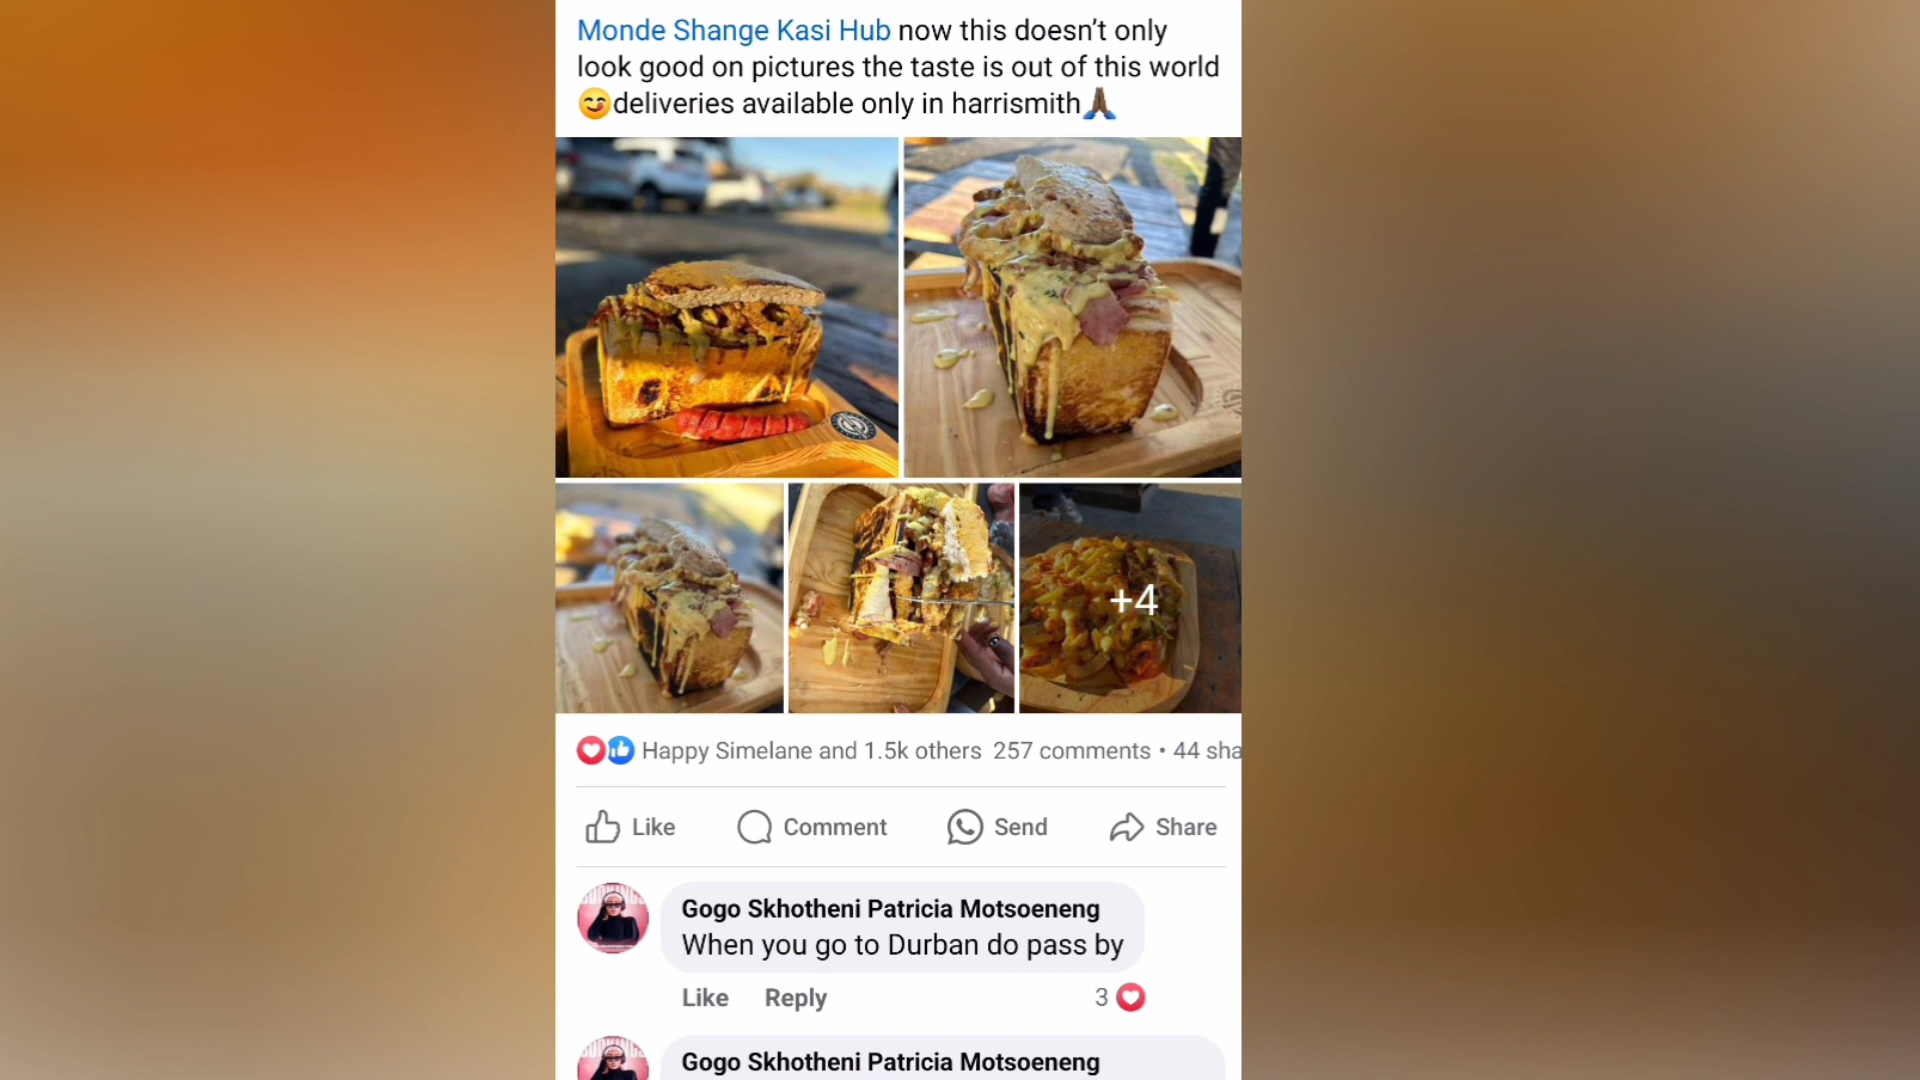 Monde Shange Kasi Hub now this doesn’t only
look good on pictures the taste is out of this world
😋deliveries available only in harrismith🙏🏾
+4
Happy Simelane and 1.5k others 257 comments • 44 sha
Like Comment Send Share
Gogo Skhotheni Patricia Motsoeneng
When you go to Durban do pass by
Like Reply 3
Gogo Skhotheni Patricia Motsoeneng